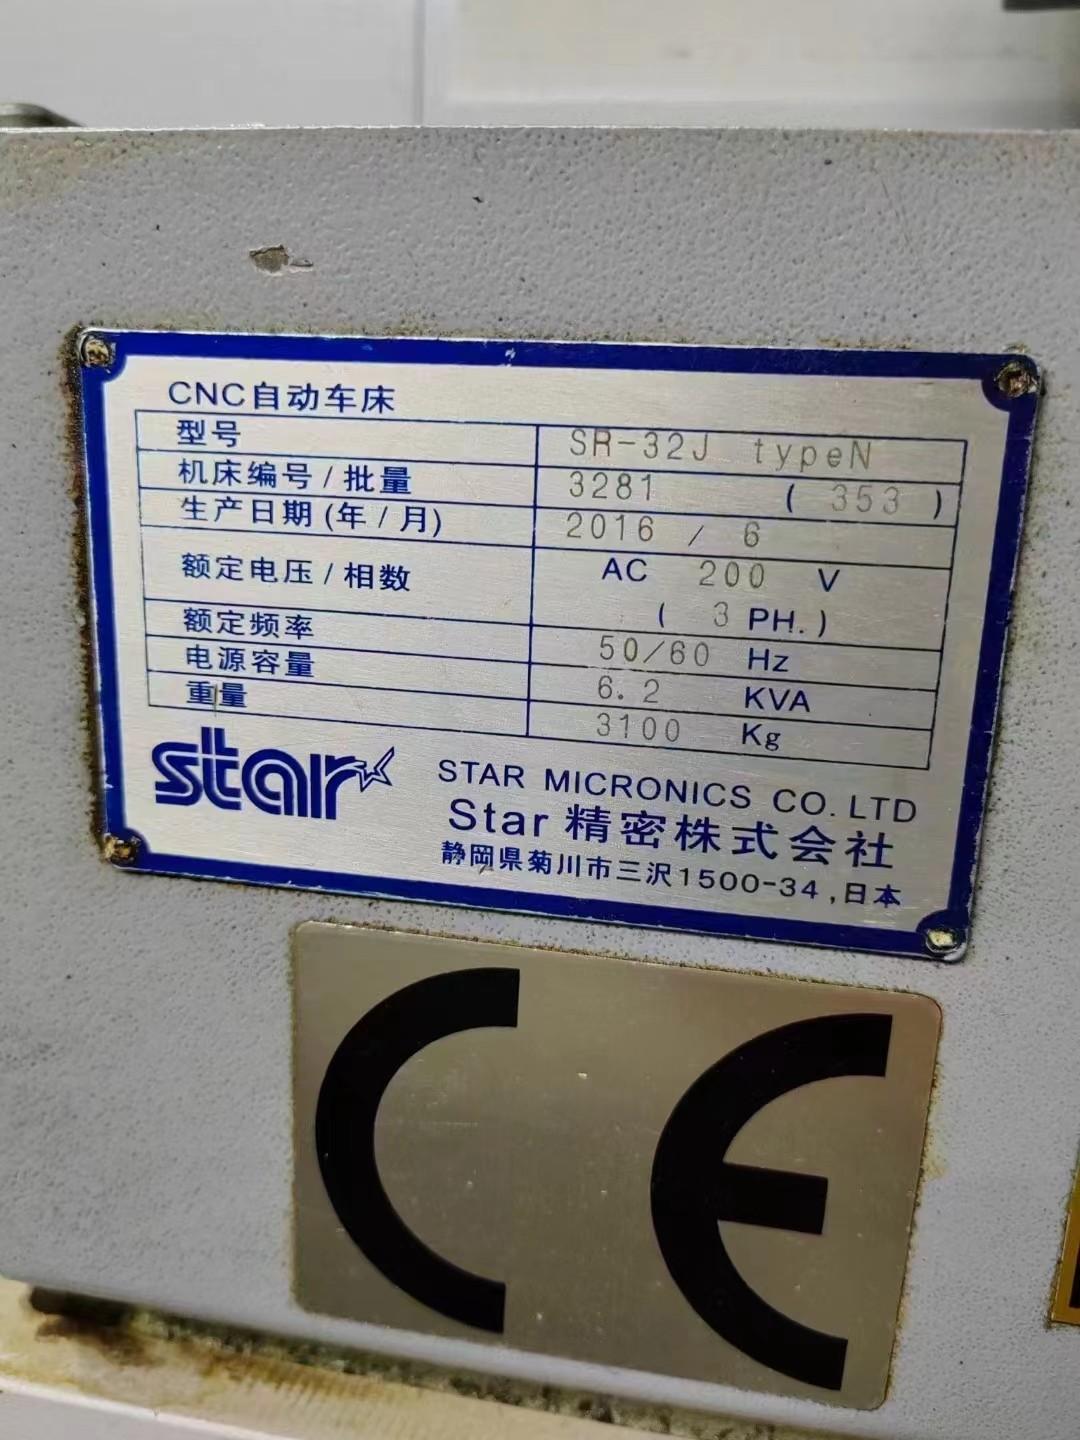 CNC自动车床
型号 SR-32J typeN
机床编号/批量 3281 (353)
生产日期(年/月) 2016 / 6
额定电压/相数 AC 200 V
(3 PH.)
额定频率 50/60 Hz
电源容量 6.2 KVA
重量 3100 Kg
star STAR MICRONICS CO. LTD
Star 精密株式会社
静岡県菊川市三沢1500-34,日本
CE